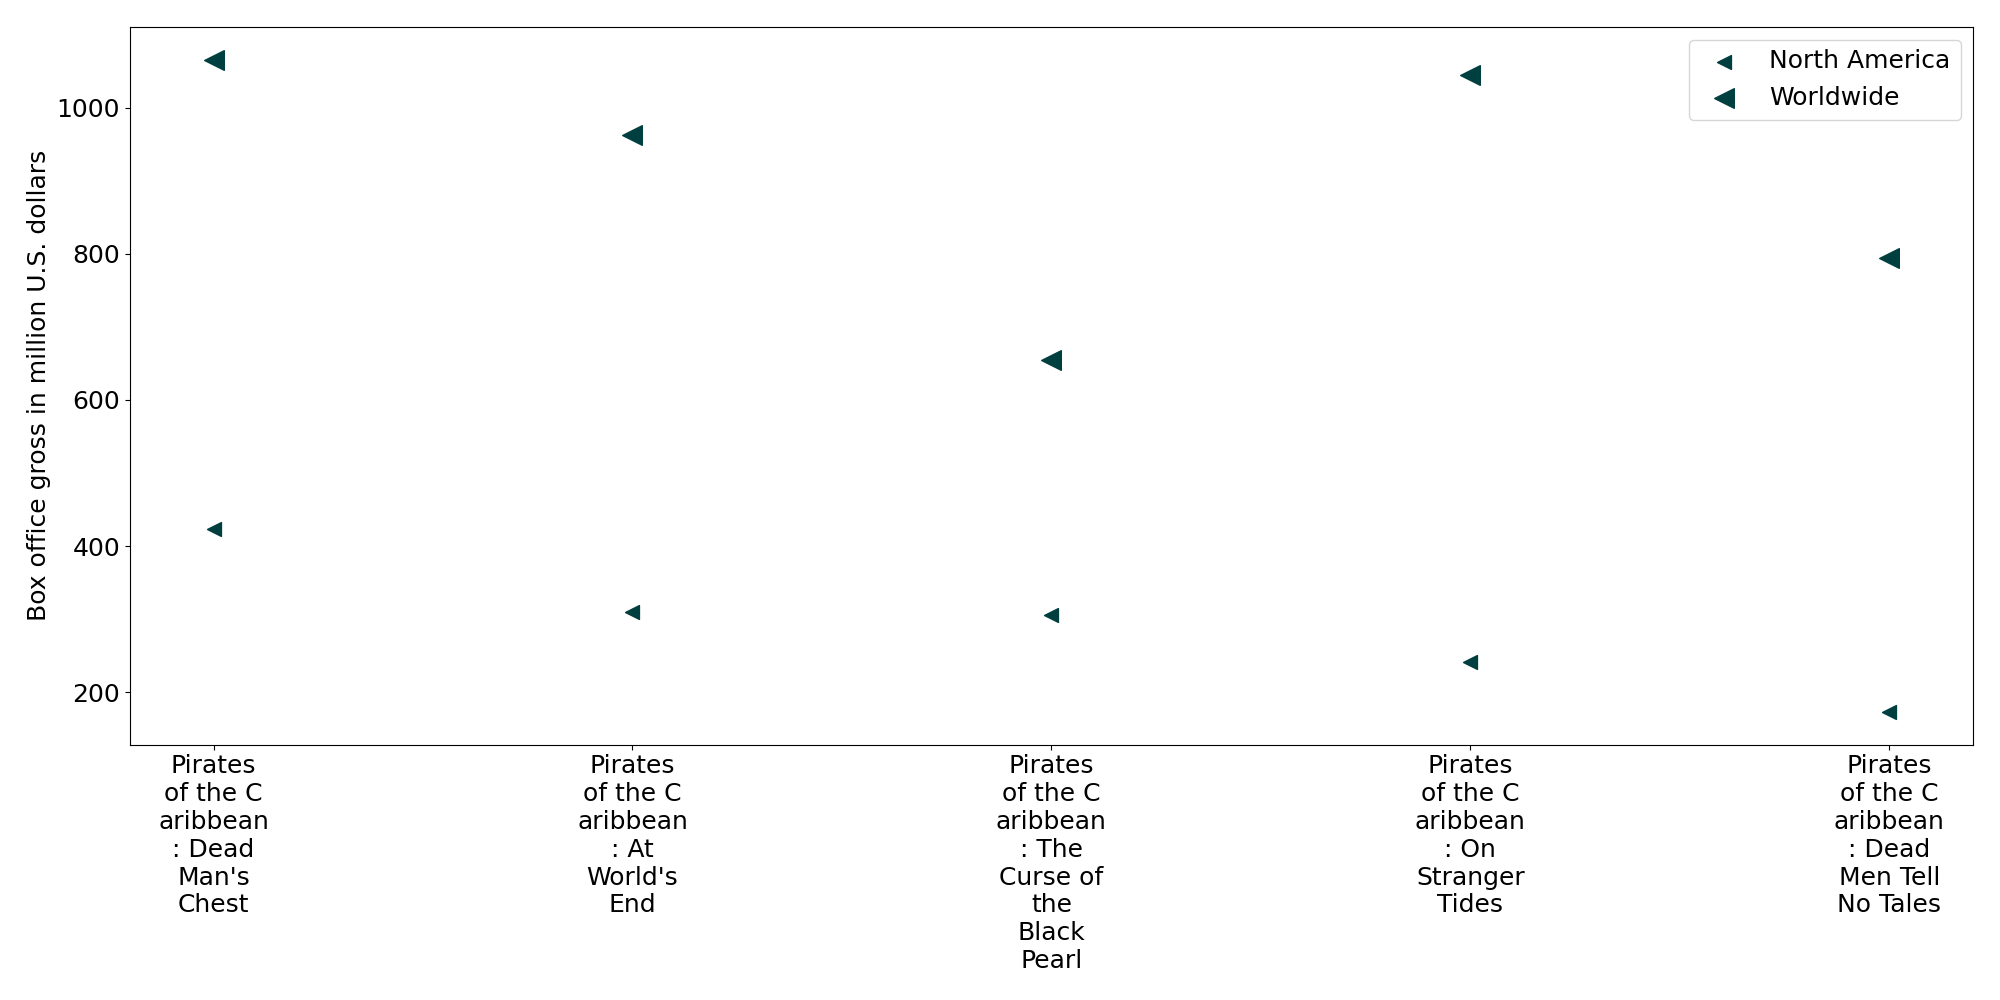 North America
Worldwide
Box office gross in million U.S. dollars
1000
800
600
400
200
Pirates
of the C
aribbean
: Dead
Man's
Chest
Pirates
of the C
aribbean
: At
World's
End
Pirates
of the C
aribbean
: The
Curse of
the
Black
Pearl
Pirates
of the C
aribbean
: On
Stranger
Tides
Pirates
of the C
aribbean
: Dead
Men Tell
No Tales